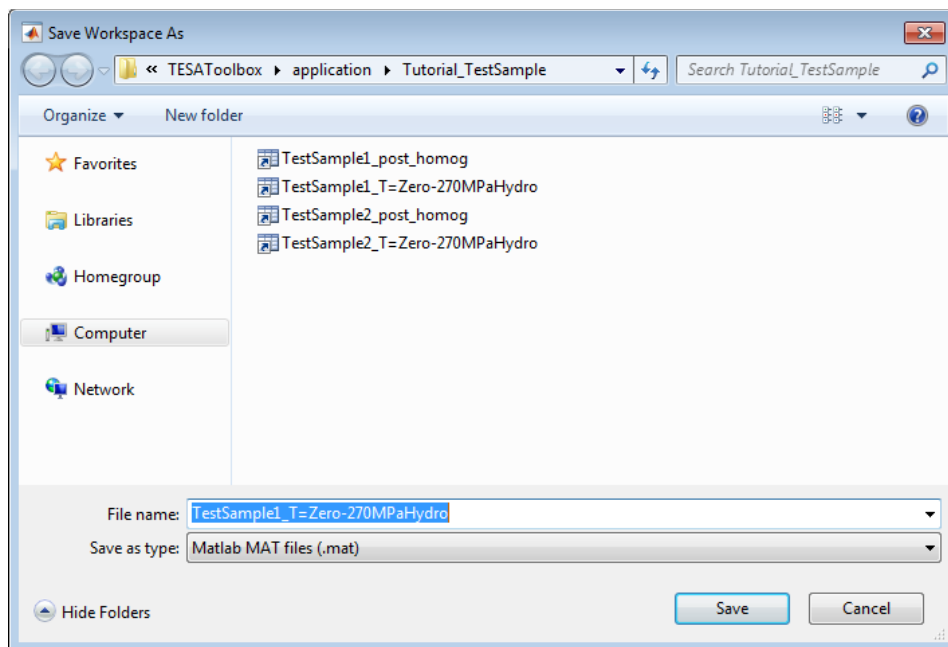 Save Workspace As
« TESAToolbox ▸ application ▸ Tutorial_TestSample
Search Tutorial_TestSample
Organize ▾ New folder
Favorites
Libraries
Homegroup
Computer
Network
TestSample1_post_homog
TestSample1_T=Zero-270MPaHydro
TestSample2_post_homog
TestSample2_T=Zero-270MPaHydro
File name: TestSample1_T=Zero-270MPaHydro
Save as type: Matlab MAT files (.mat)
Hide Folders
Save Cancel